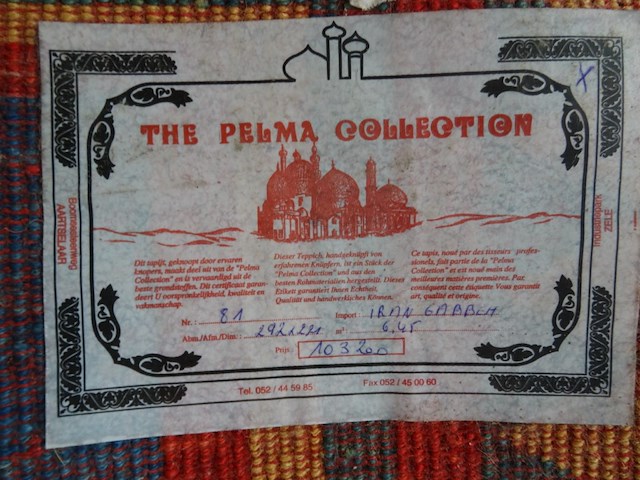 X
THE PELMA COLLECTION
Boomsesteenweg
AARTSELAAR
ZELE
Dit tapijt, geknoopt door ervaren
knopers, maakt deel uit van de "Pelma
Collection" en is vervaardigd uit de
beste grondstoffen. Dit certificaat garan-
deert U oorspronkelijkheid, kwaliteit en
vakmanschap.
Dieser Teppich, handgeknüpft von
erfahrenen Knüpfern, ist ein Stück der
"Pelma Collection" und aus den
besten Rohmaterialien hergestellt. Dieses
Etikett garantiert Ihnen Echtheit,
Qualität und handwerkliches Können.
Ce tapis, noué par des tisseurs profes-
sionels, fait partie de la "Pelma
Collection" et est noué main des
meilleures matières premières. Par
conséquent cette étiquette Vous garantit
art, qualité et origine.
Nr.: 81 Import: IRAN GABBEH
Abm./Afm./Dim.: 292x221 m²: 6.45
Prijs: 103200
Tel. 052 / 44 59 85 Fax 052 / 45 00 60